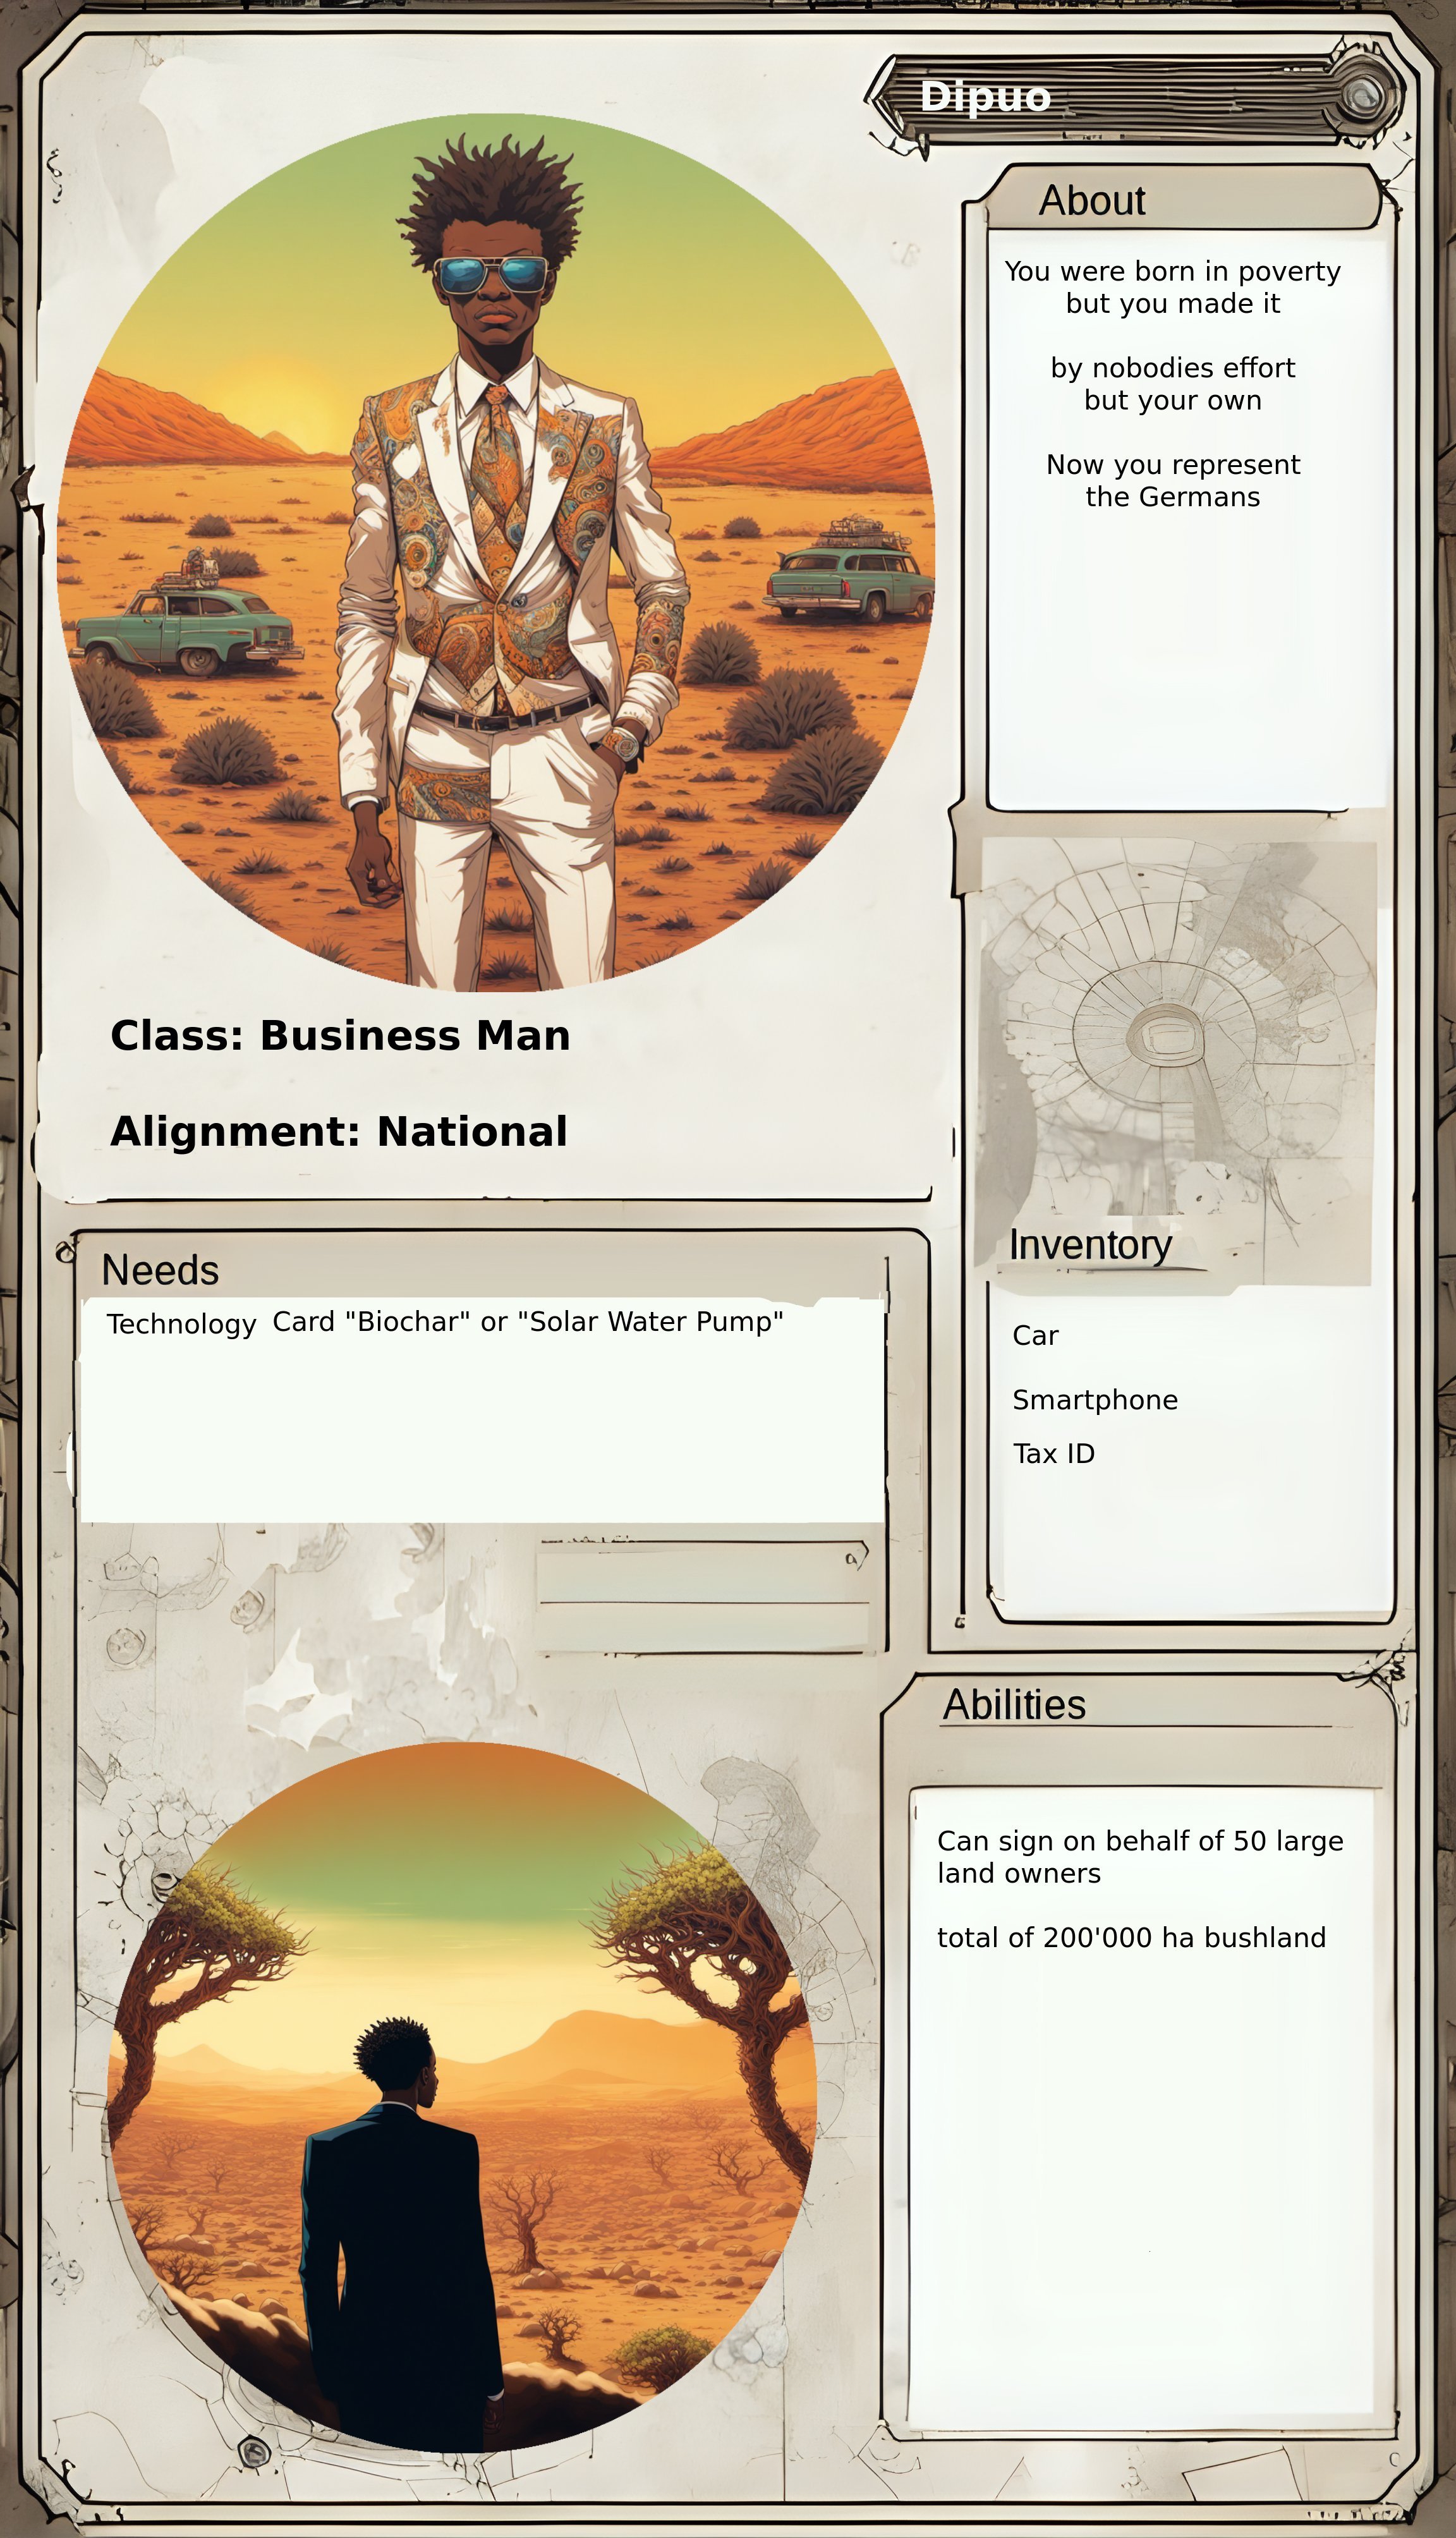 Dipuo
About
You were born in poverty
but you made it
by nobodies effort
but your own
Now you represent
the Germans
Class: Business Man
Alignment: National
Needs
Technology Card "Biochar" or "Solar Water Pump"
Inventory
Car
Smartphone
Tax ID
Abilities
Can sign on behalf of 50 large
land owners
total of 200'000 ha bushland